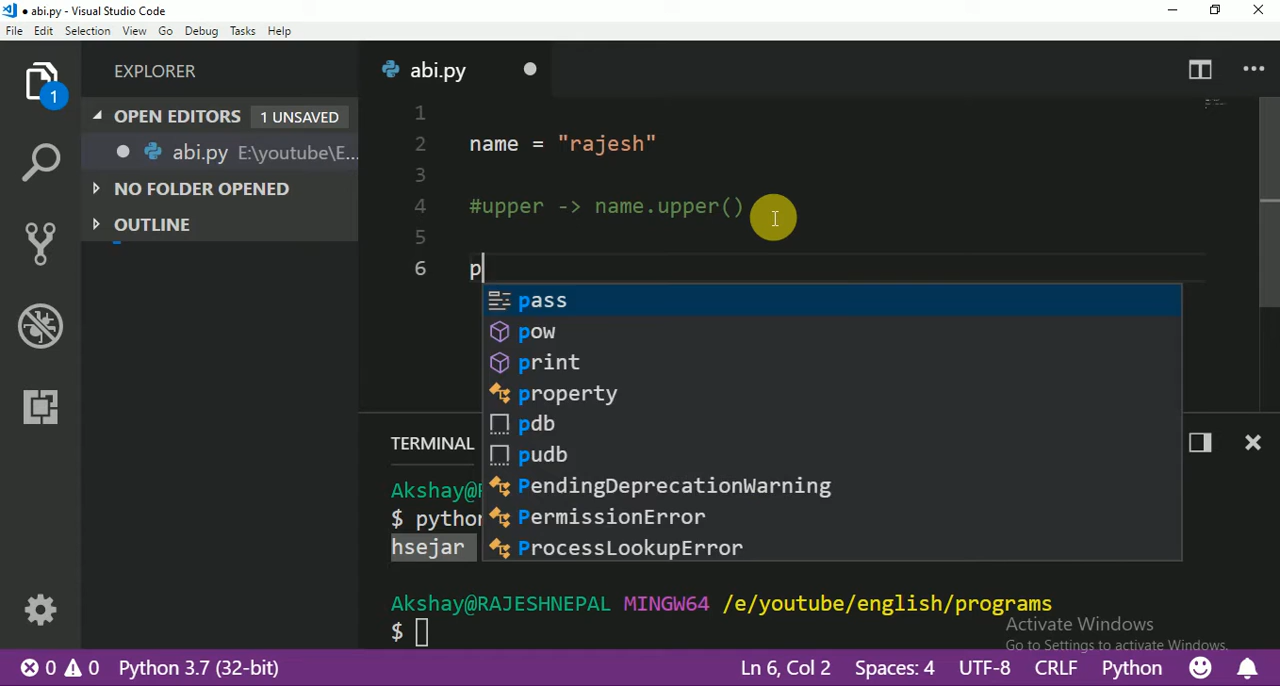 ● abi.py - Visual Studio Code
File Edit Selection View Go Debug Tasks Help
EXPLORER
OPEN EDITORS 1 UNSAVED
1
● abi.py E:\youtube\E...
NO FOLDER OPENED
OUTLINE
abi.py ●
1
2 name = "rajesh"
3
4 #upper -> name.upper()
5
6 p
pass
pow
print
property
pdb
pudb
PendingDeprecationWarning
PermissionError
ProcessLookupError
TERMINAL
Akshay@
$ python
hsejar
Akshay@RAJESHNEPAL MINGW64 /e/youtube/english/programs
$
Activate Windows
Go to Settings to activate Windows.
0 0 Python 3.7 (32-bit) Ln 6, Col 2 Spaces: 4 UTF-8 CRLF Python